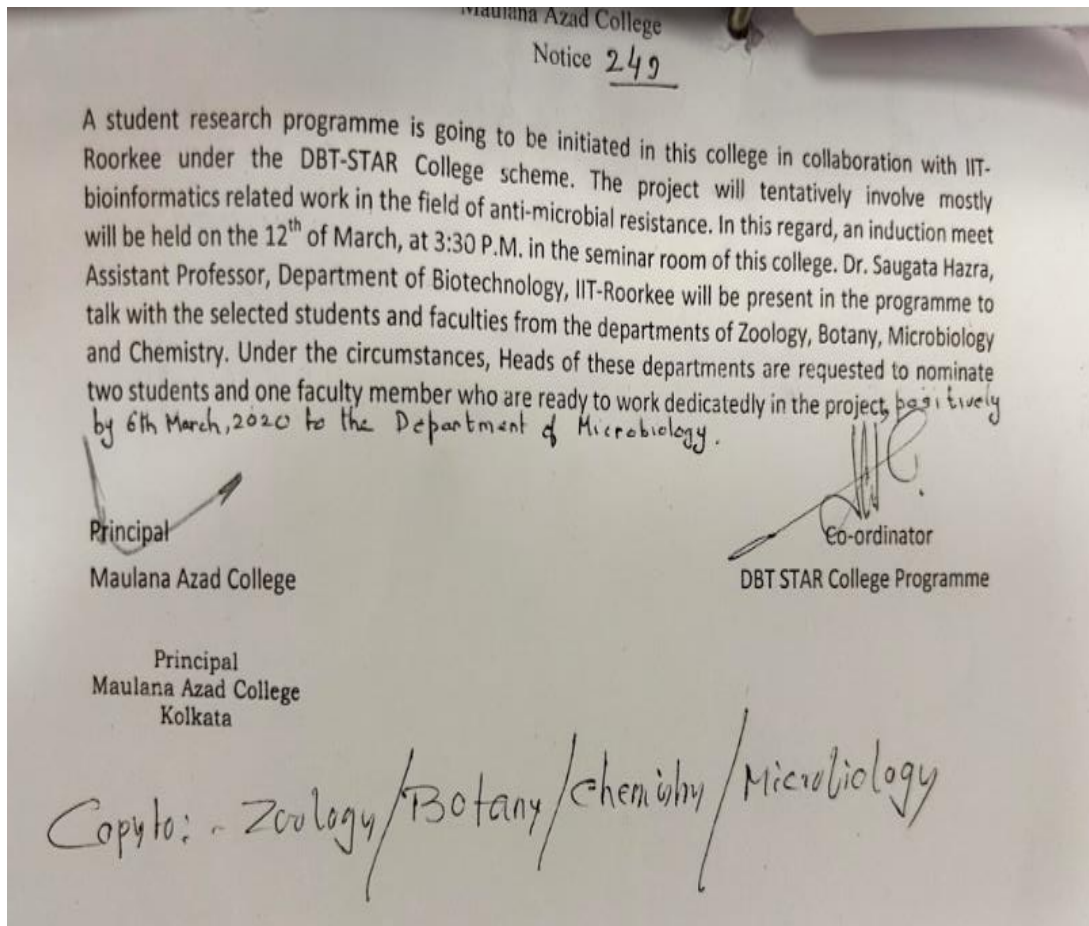 Maulana Azad College
Notice 249
A student research programme is going to be initiated in this college in collaboration with IIT-
Roorkee under the DBT-STAR College scheme. The project will tentatively involve mostly
bioinformatics related work in the field of anti-microbial resistance. In this regard, an induction meet
will be held on the 12th of March, at 3:30 P.M. in the seminar room of this college. Dr. Saugata Hazra,
Assistant Professor, Department of Biotechnology, IIT-Roorkee will be present in the programme to
talk with the selected students and faculties from the departments of Zoology, Botany, Microbiology
and Chemistry. Under the circumstances, Heads of these departments are requested to nominate
two students and one faculty member who are ready to work dedicatedly in the project, positively
by 6th March, 2020 to the Department of Microbiology.
Principal
Co-ordinator
Maulana Azad College
DBT STAR College Programme
Principal
Maulana Azad College
Kolkata
Copy to: - Zoology/Botany/Chemistry/Microbiology